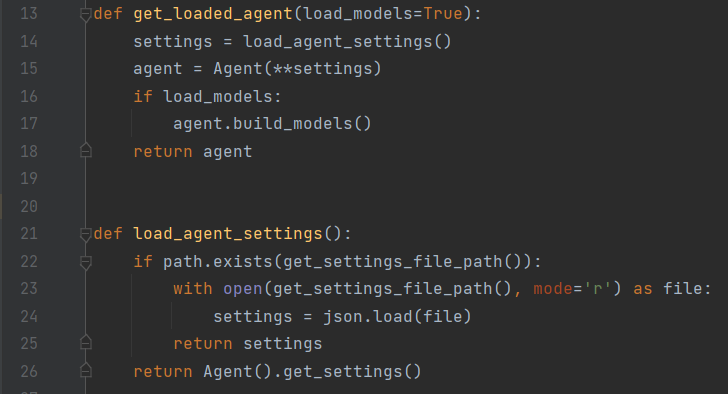 13 def get_loaded_agent(load_models=True):
14     settings = load_agent_settings()
15     agent = Agent(**settings)
16     if load_models:
17         agent.build_models()
18     return agent
19
20
21 def load_agent_settings():
22     if path.exists(get_settings_file_path()):
23         with open(get_settings_file_path(), mode='r') as file:
24             settings = json.load(file)
25         return settings
26     return Agent().get_settings()